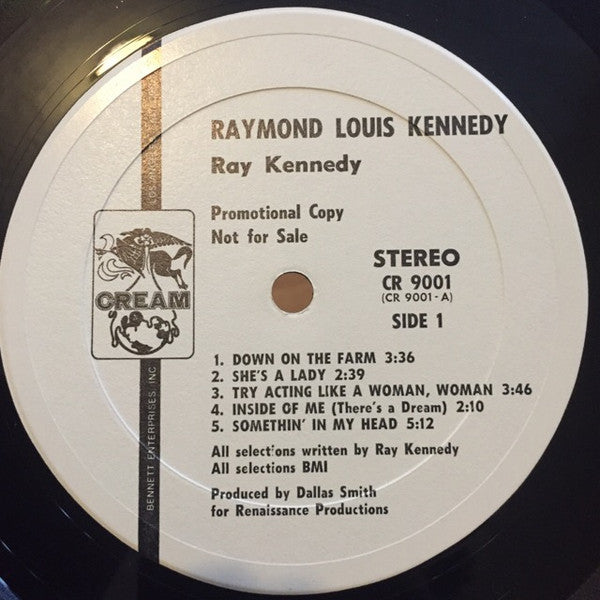 RAYMOND LOUIS KENNEDY
Ray Kennedy
Promotional Copy
Not for Sale
STEREO
CR 9001
(CR 9001-A)
SIDE 1
CREAM
1. DOWN ON THE FARM 3:36
2. SHE'S A LADY 2:39
3. TRY ACTING LIKE A WOMAN, WOMAN 3:46
4. INSIDE OF ME (There's a Dream) 2:10
5. SOMETHIN' IN MY HEAD 5:12
All selections written by Ray Kennedy
All selections BMI
Produced by Dallas Smith
for Renaissance Productions
BENNETT ENTERPRISES, INC.